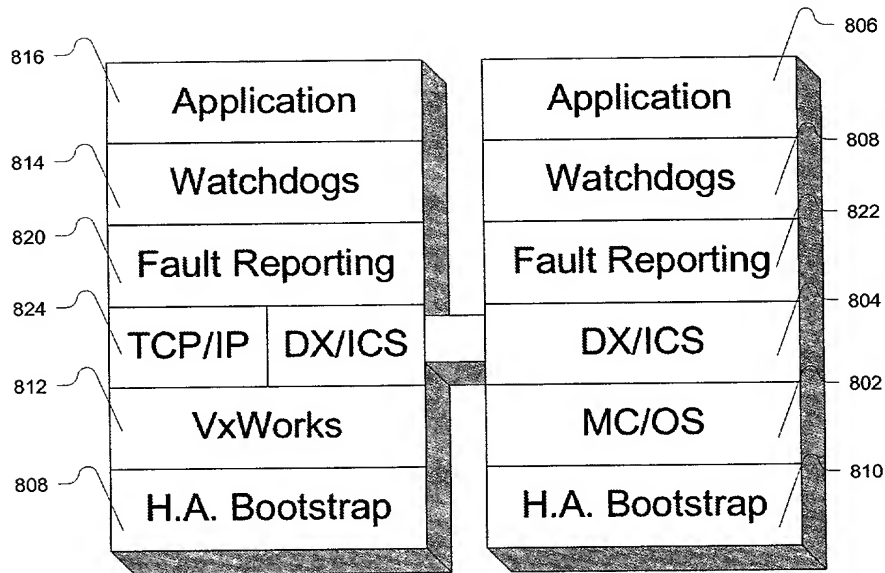 816
Application
814
Watchdogs
820
Fault Reporting
824
TCP/IP
DX/ICS
812
VxWorks
808
H.A. Bootstrap
806
Application
808
Watchdogs
822
Fault Reporting
804
DX/ICS
802
MC/OS
810
H.A. Bootstrap